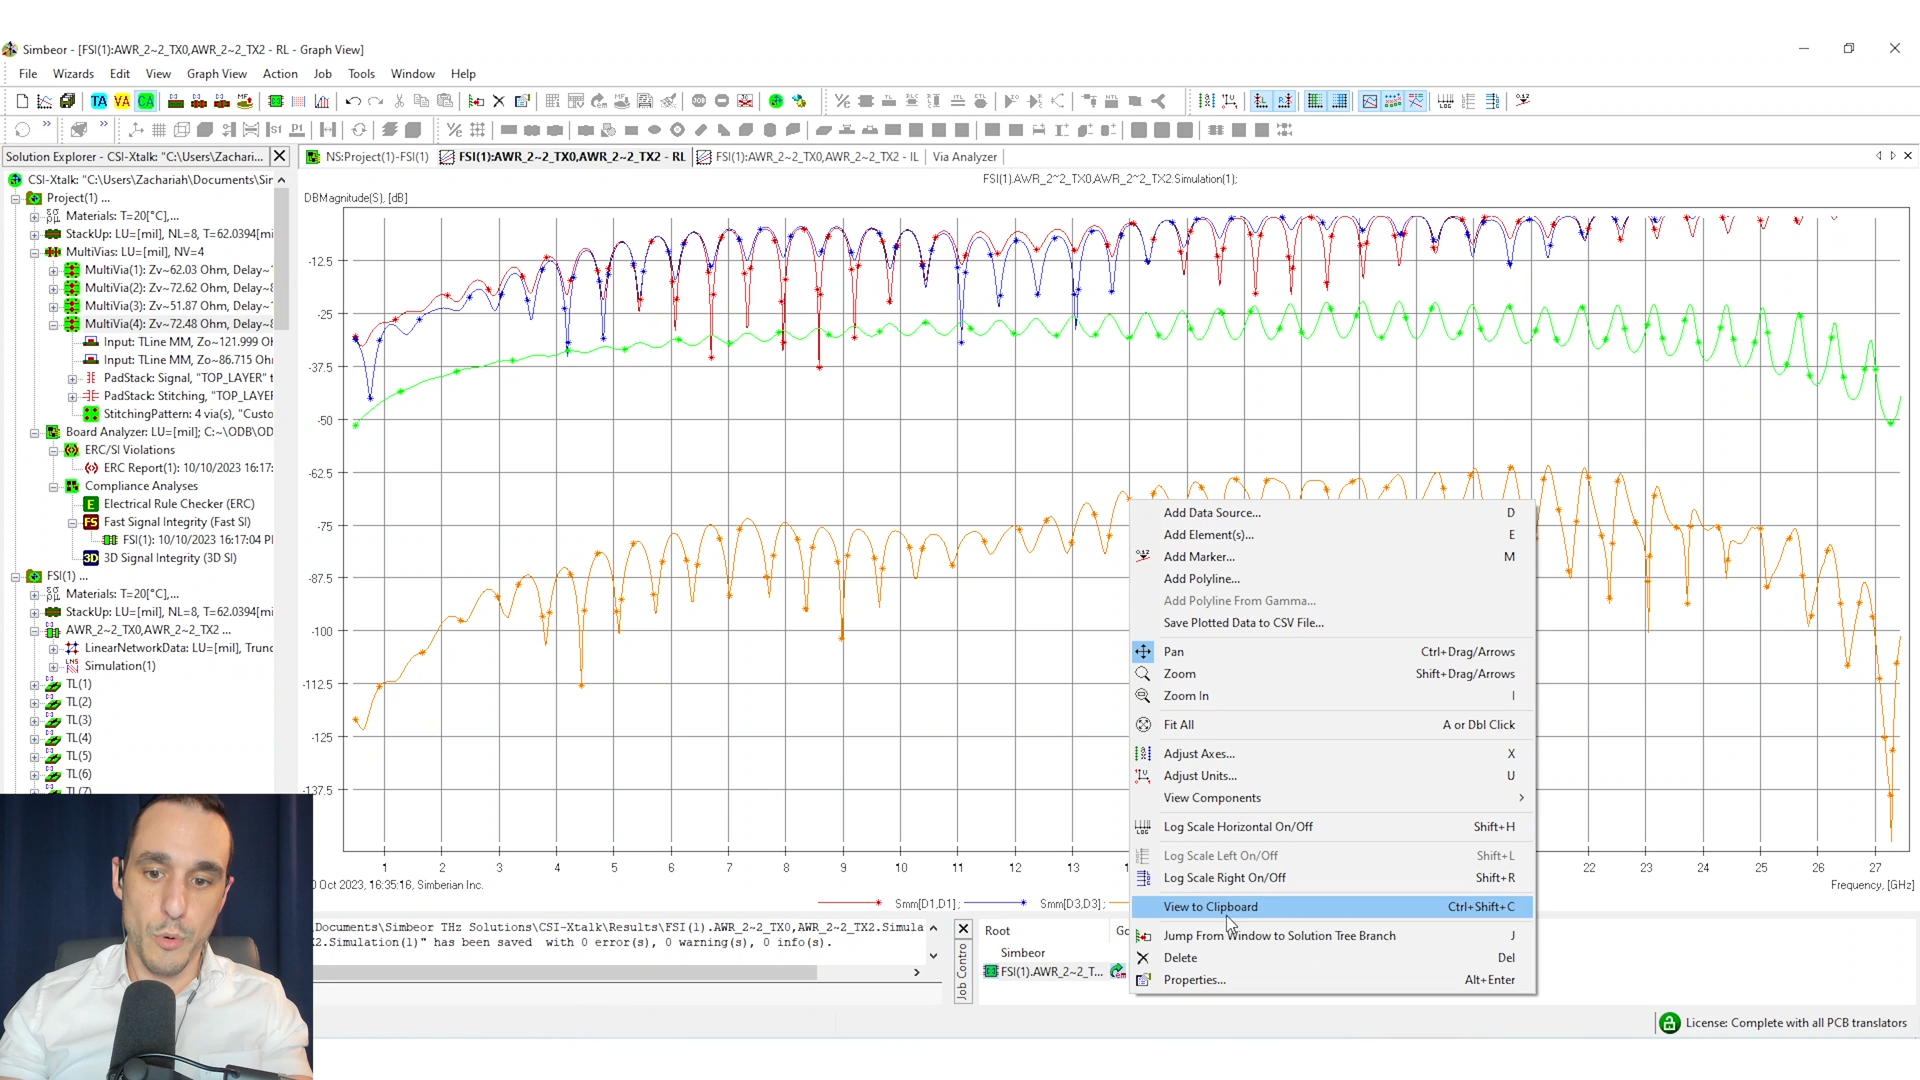 Simbeor - [FSI(1):AWR_2~2_TX0,AWR_2~2_TX2 - RL - Graph View]
File Wizards Edit View Graph View Action Job Tools Window Help
TA VA CA
Solution Explorer - CSI-Xtalk: "C:\Users\Zachari...
NS:Project(1)-FSI(1)
FSI(1):AWR_2~2_TX0,AWR_2~2_TX2 - RL
FSI(1):AWR_2~2_TX0,AWR_2~2_TX2 - IL
Via Analyzer
CSI-Xtalk: "C:\Users\Zachariah\Documents\Sir
Project(1) ...
Materials: T=20[°C],...
StackUp: LU=[mil], NL=8, T=62.0394[mi
MultiVias: LU=[mil], NV=4
MultiVia(1): Zv~62.03 Ohm, Delay~1
MultiVia(2): Zv~72.62 Ohm, Delay~8
MultiVia(3): Zv~51.87 Ohm, Delay~1
MultiVia(4): Zv~72.48 Ohm, Delay~8
Input: TLine MM, Zo~121.999 Oh
Input: TLine MM, Zo~86.715 Ohm
PadStack: Signal, "TOP_LAYER" t
PadStack: Stitching, "TOP_LAYER
StitchingPattern: 4 via(s), "Custo
Board Analyzer: LU=[mil]; C:~\ODB\OD
ERC/SI Violations
ERC Report(1): 10/10/2023 16:17:
Compliance Analyses
Electrical Rule Checker (ERC)
Fast Signal Integrity (Fast SI)
FSI(1): 10/10/2023 16:17:04 PI
3D Signal Integrity (3D SI)
FSI(1) ...
Materials: T=20[°C],...
StackUp: LU=[mil], NL=8, T=62.0394[mi
AWR_2~2_TX0,AWR_2~2_TX2 ...
LinearNetworkData: LU=[mil], Trunc
Simulation(1)
TL(1)
TL(2)
TL(3)
TL(4)
TL(5)
TL(6)
TL(7)
FSI(1).AWR_2~2_TX0,AWR_2~2_TX2.Simulation(1);
DBMagnitude(S), [dB]
-12.5
-25
-37.5
-50
-62.5
-75
-87.5
-100
-112.5
-125
-137.5
1 2 3 4 5 6 7 8 9 10 11 12 13 22 23 24 25 26 27
0 Oct 2023, 16:35:16, Simberian Inc.
Frequency, [GHz]
Smm[D1,D1]; Smm[D3,D3];
Add Data Source... D
Add Element(s)... E
Add Marker... M
Add Polyline...
Add Polyline From Gamma...
Save Plotted Data to CSV File...
Pan Ctrl+Drag/Arrows
Zoom Shift+Drag/Arrows
Zoom In I
Fit All A or Dbl Click
Adjust Axes... X
Adjust Units... U
View Components
Log Scale Horizontal On/Off Shift+H
Log Scale Left On/Off Shift+L
Log Scale Right On/Off Shift+R
View to Clipboard Ctrl+Shift+C
Jump From Window to Solution Tree Branch J
Delete Del
Properties... Alt+Enter
Documents\Simbeor THz Solutions\CSI-Xtalk\Results\FSI(1).AWR_2~2_TX0,AWR_2~2_TX2.Simula
X2.Simulation(1)" has been saved with 0 error(s), 0 warning(s), 0 info(s).
Job Contro
Root
Simbeor
FSI(1).AWR_2~2_T...
License: Complete with all PCB translators